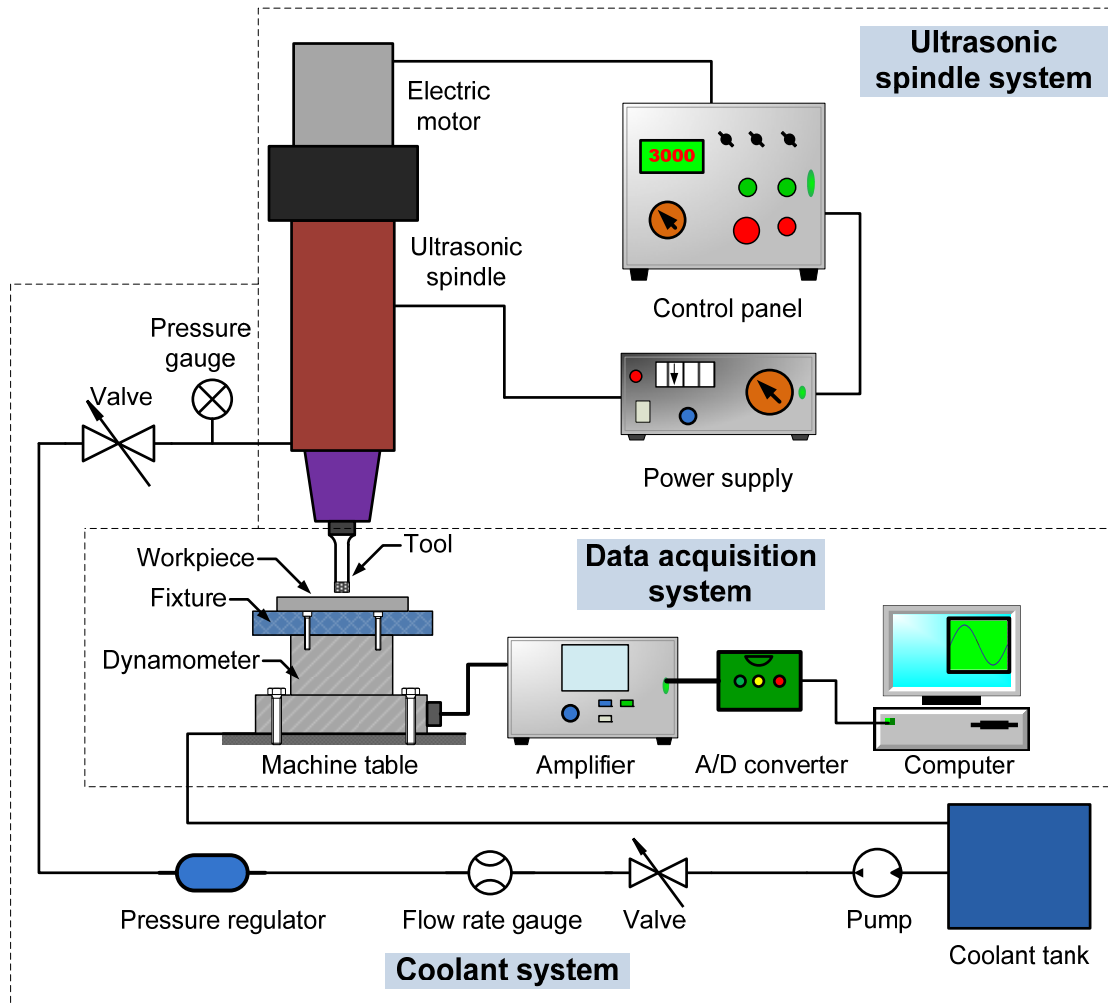 Ultrasonic
spindle system
Electric
motor
3000
Ultrasonic
spindle
Control panel
Pressure
gauge
Valve
Power supply
Tool
Data acquisition
system
Workpiece
Fixture
Dynamometer
Machine table
Amplifier
A/D converter
Computer
Pressure regulator
Flow rate gauge
Valve
Pump
Coolant tank
Coolant system